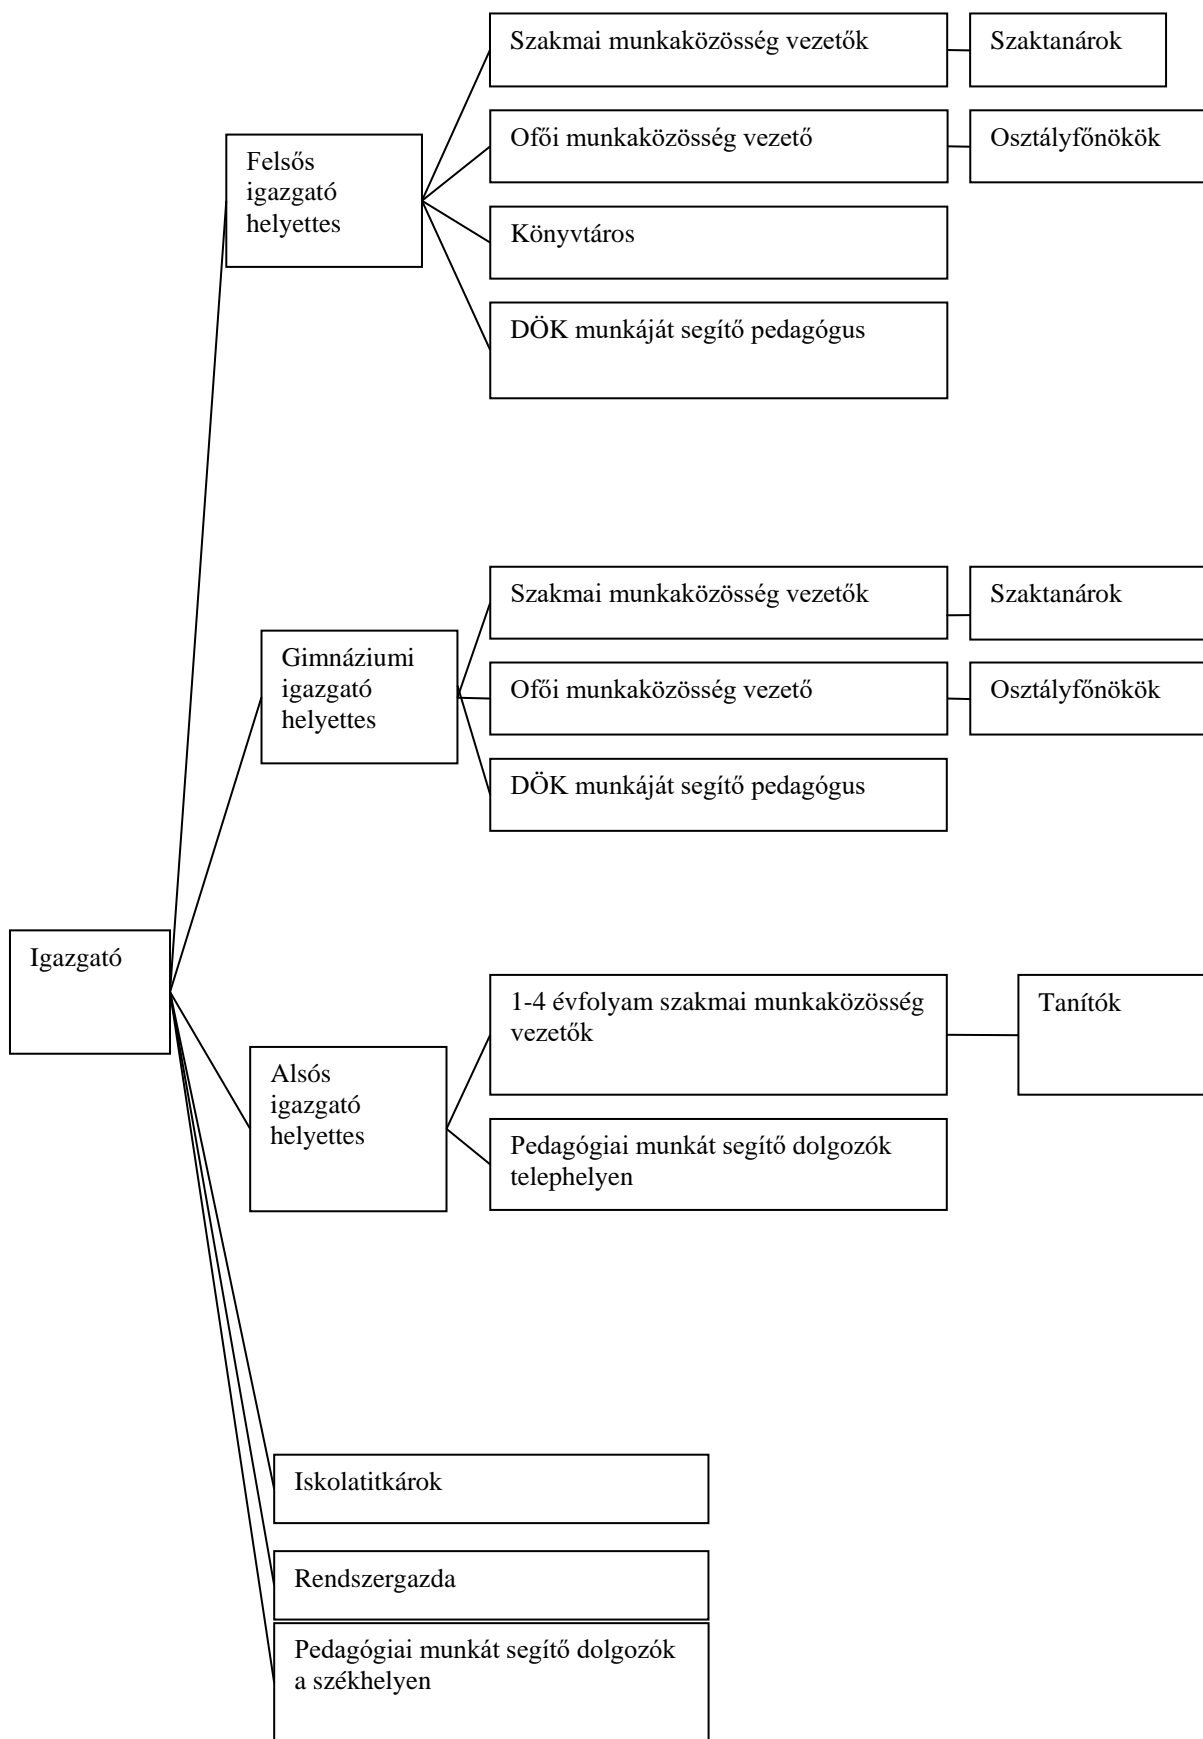 Szakmai munkaközösség vezetők
Szaktanárok
Ofői munkaközösség vezető
Osztályfőnökök
Felsős
igazgató
helyettes
Könyvtáros
DÖK munkáját segítő pedagógus
Szakmai munkaközösség vezetők
Szaktanárok
Gimnáziumi
igazgató
helyettes
Ofői munkaközösség vezető
Osztályfőnökök
DÖK munkáját segítő pedagógus
Igazgató
1-4 évfolyam szakmai munkaközösség
vezetők
Tanítók
Alsós
igazgató
helyettes
Pedagógiai munkát segítő dolgozók
telephelyen
Iskolatitkárok
Rendszergazda
Pedagógiai munkát segítő dolgozók
a székhelyen